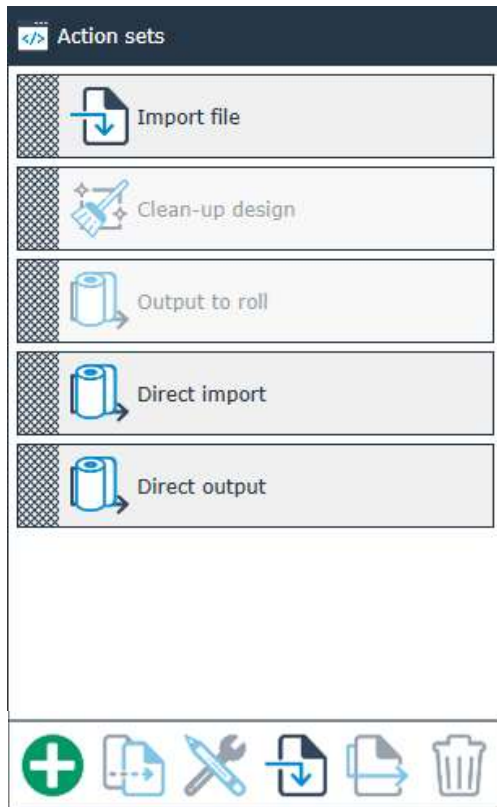 Action sets
Import file
Clean-up design
Output to roll
Direct import
Direct output